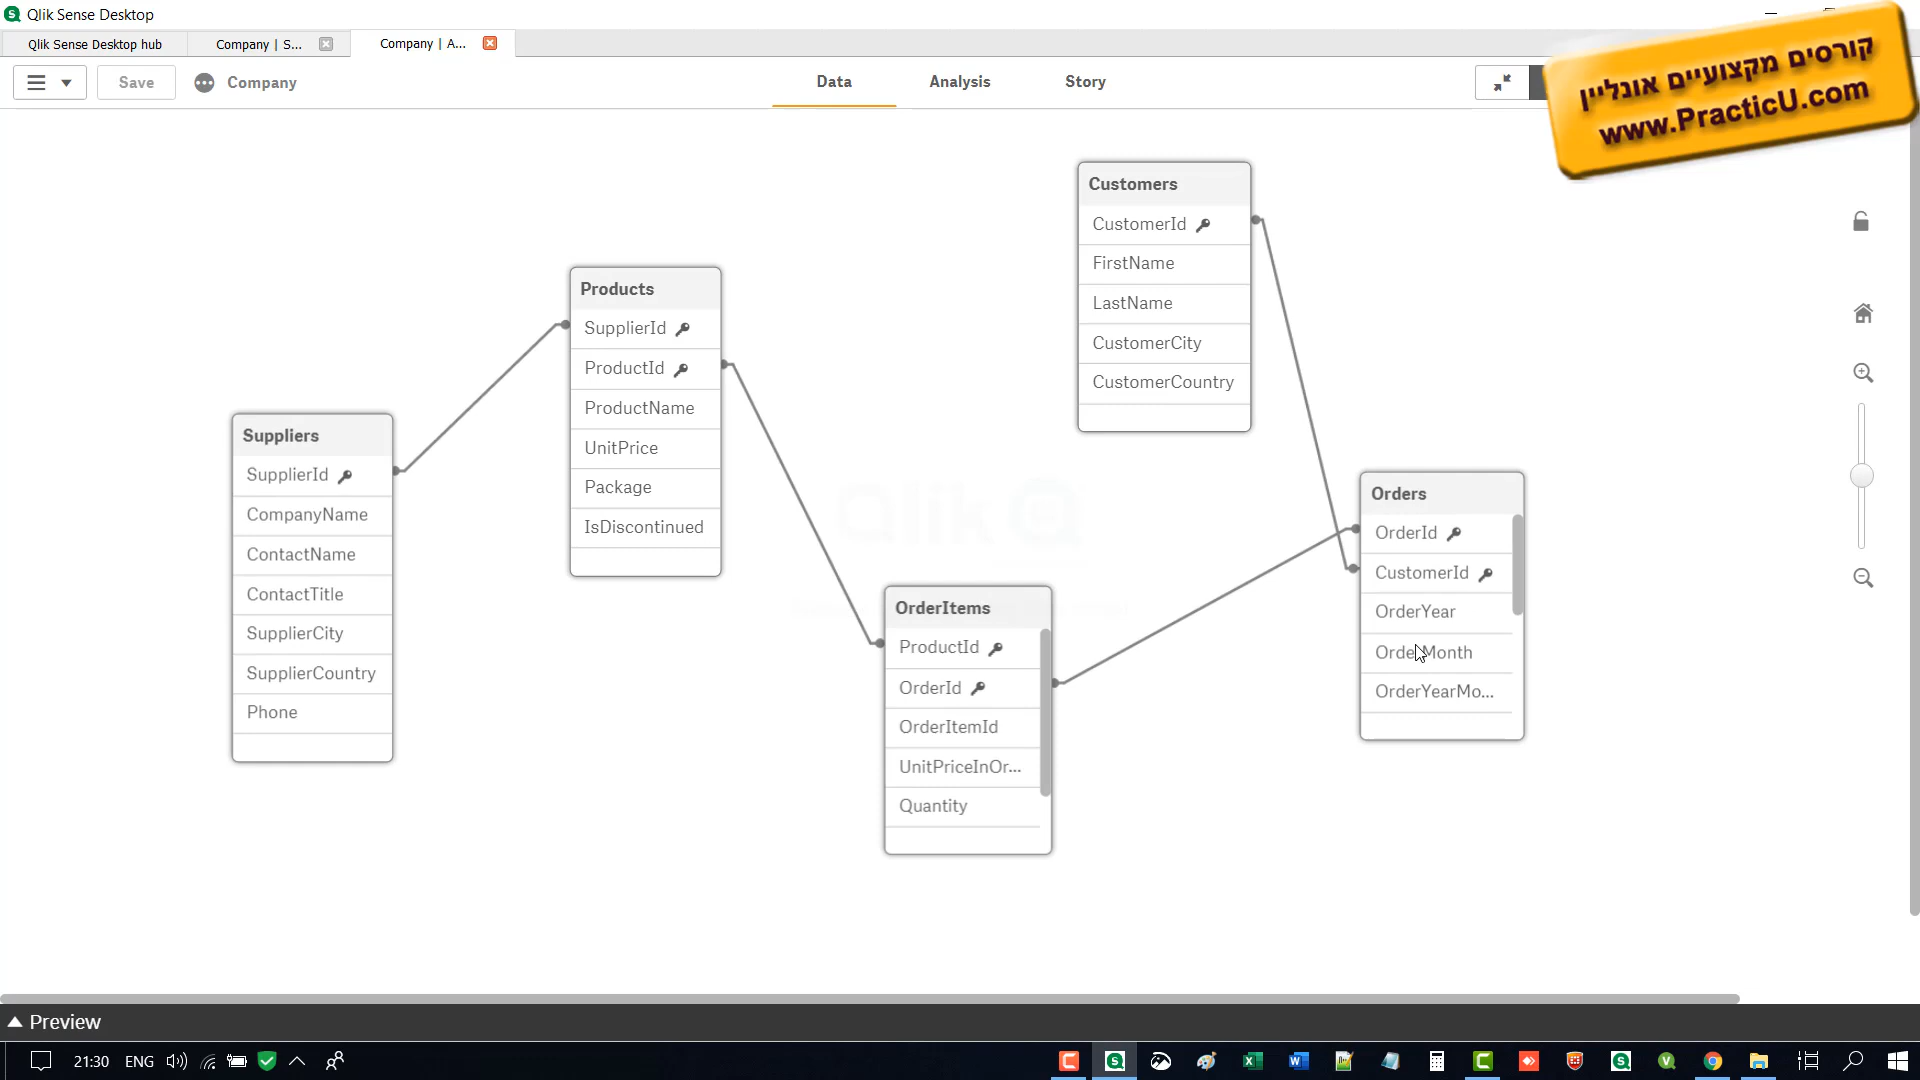 Qlik Sense Desktop
Qlik Sense Desktop hub
Company | S...
Company | A...
Save
Company
Data
Analysis
Story
קורסים מקצועיים אונליין
www.PracticU.com
Customers
CustomerId
FirstName
LastName
CustomerCity
CustomerCountry
Products
SupplierId
ProductId
ProductName
UnitPrice
Package
IsDiscontinued
Suppliers
SupplierId
CompanyName
ContactName
ContactTitle
SupplierCity
SupplierCountry
Phone
Qlik
OrderItems
ProductId
OrderId
OrderItemId
UnitPriceInOr...
Quantity
Orders
OrderId
CustomerId
OrderYear
OrderMonth
OrderYearMo...
Preview
21:30
ENG